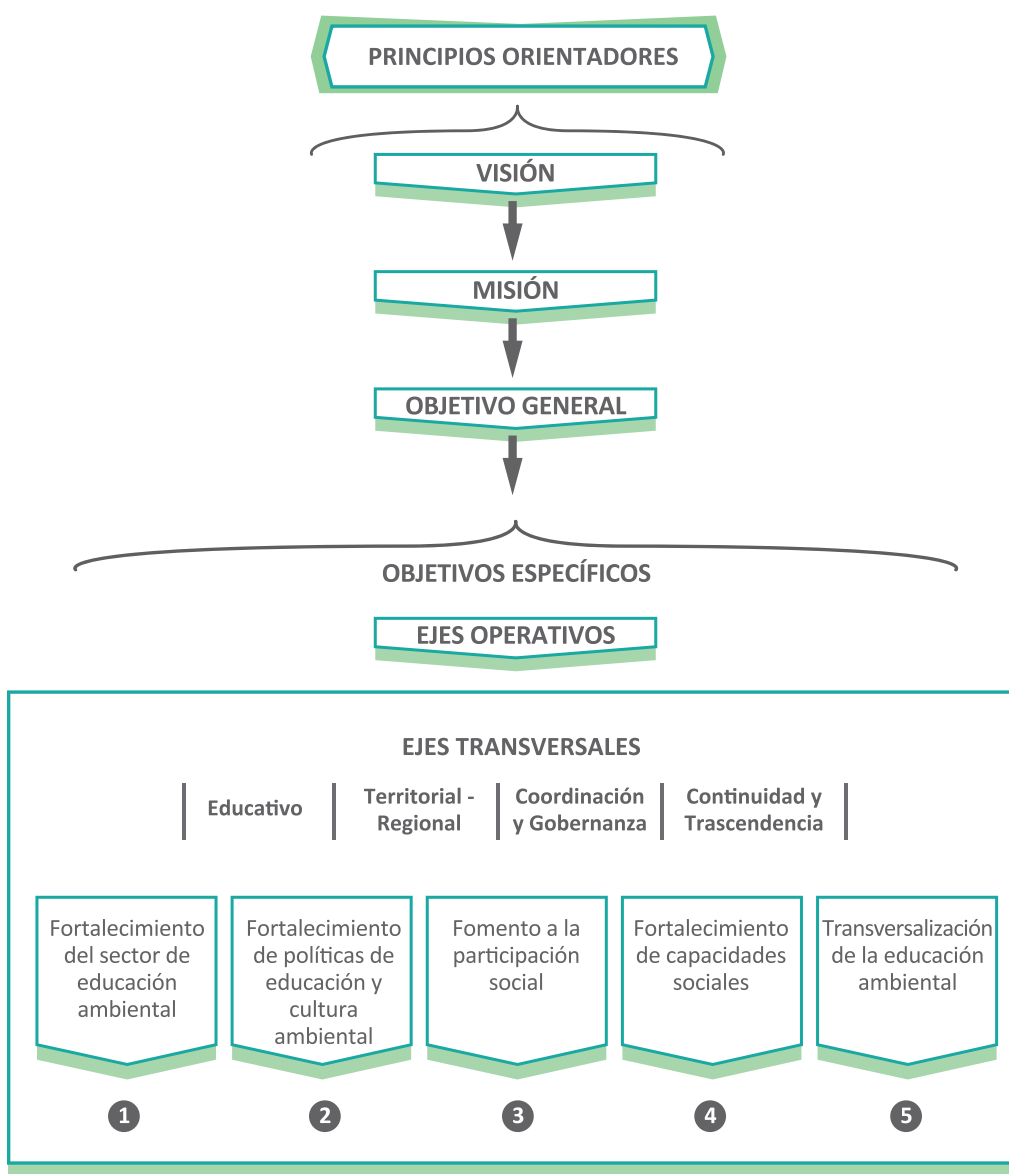 PRINCIPIOS ORIENTADORES
VISIÓN
MISIÓN
OBJETIVO GENERAL
OBJETIVOS ESPECÍFICOS
EJES OPERATIVOS
EJES TRANSVERSALES
Educativo
Territorial -
Regional
Coordinación
y Gobernanza
Continuidad y
Trascendencia
Fortalecimiento
del sector de
educación
ambiental
Fortalecimiento
de políticas de
educación y
cultura
ambiental
Fomento a la
participación
social
Fortalecimiento
de capacidades
sociales
Transversalización
de la educación
ambiental
1
2
3
4
5